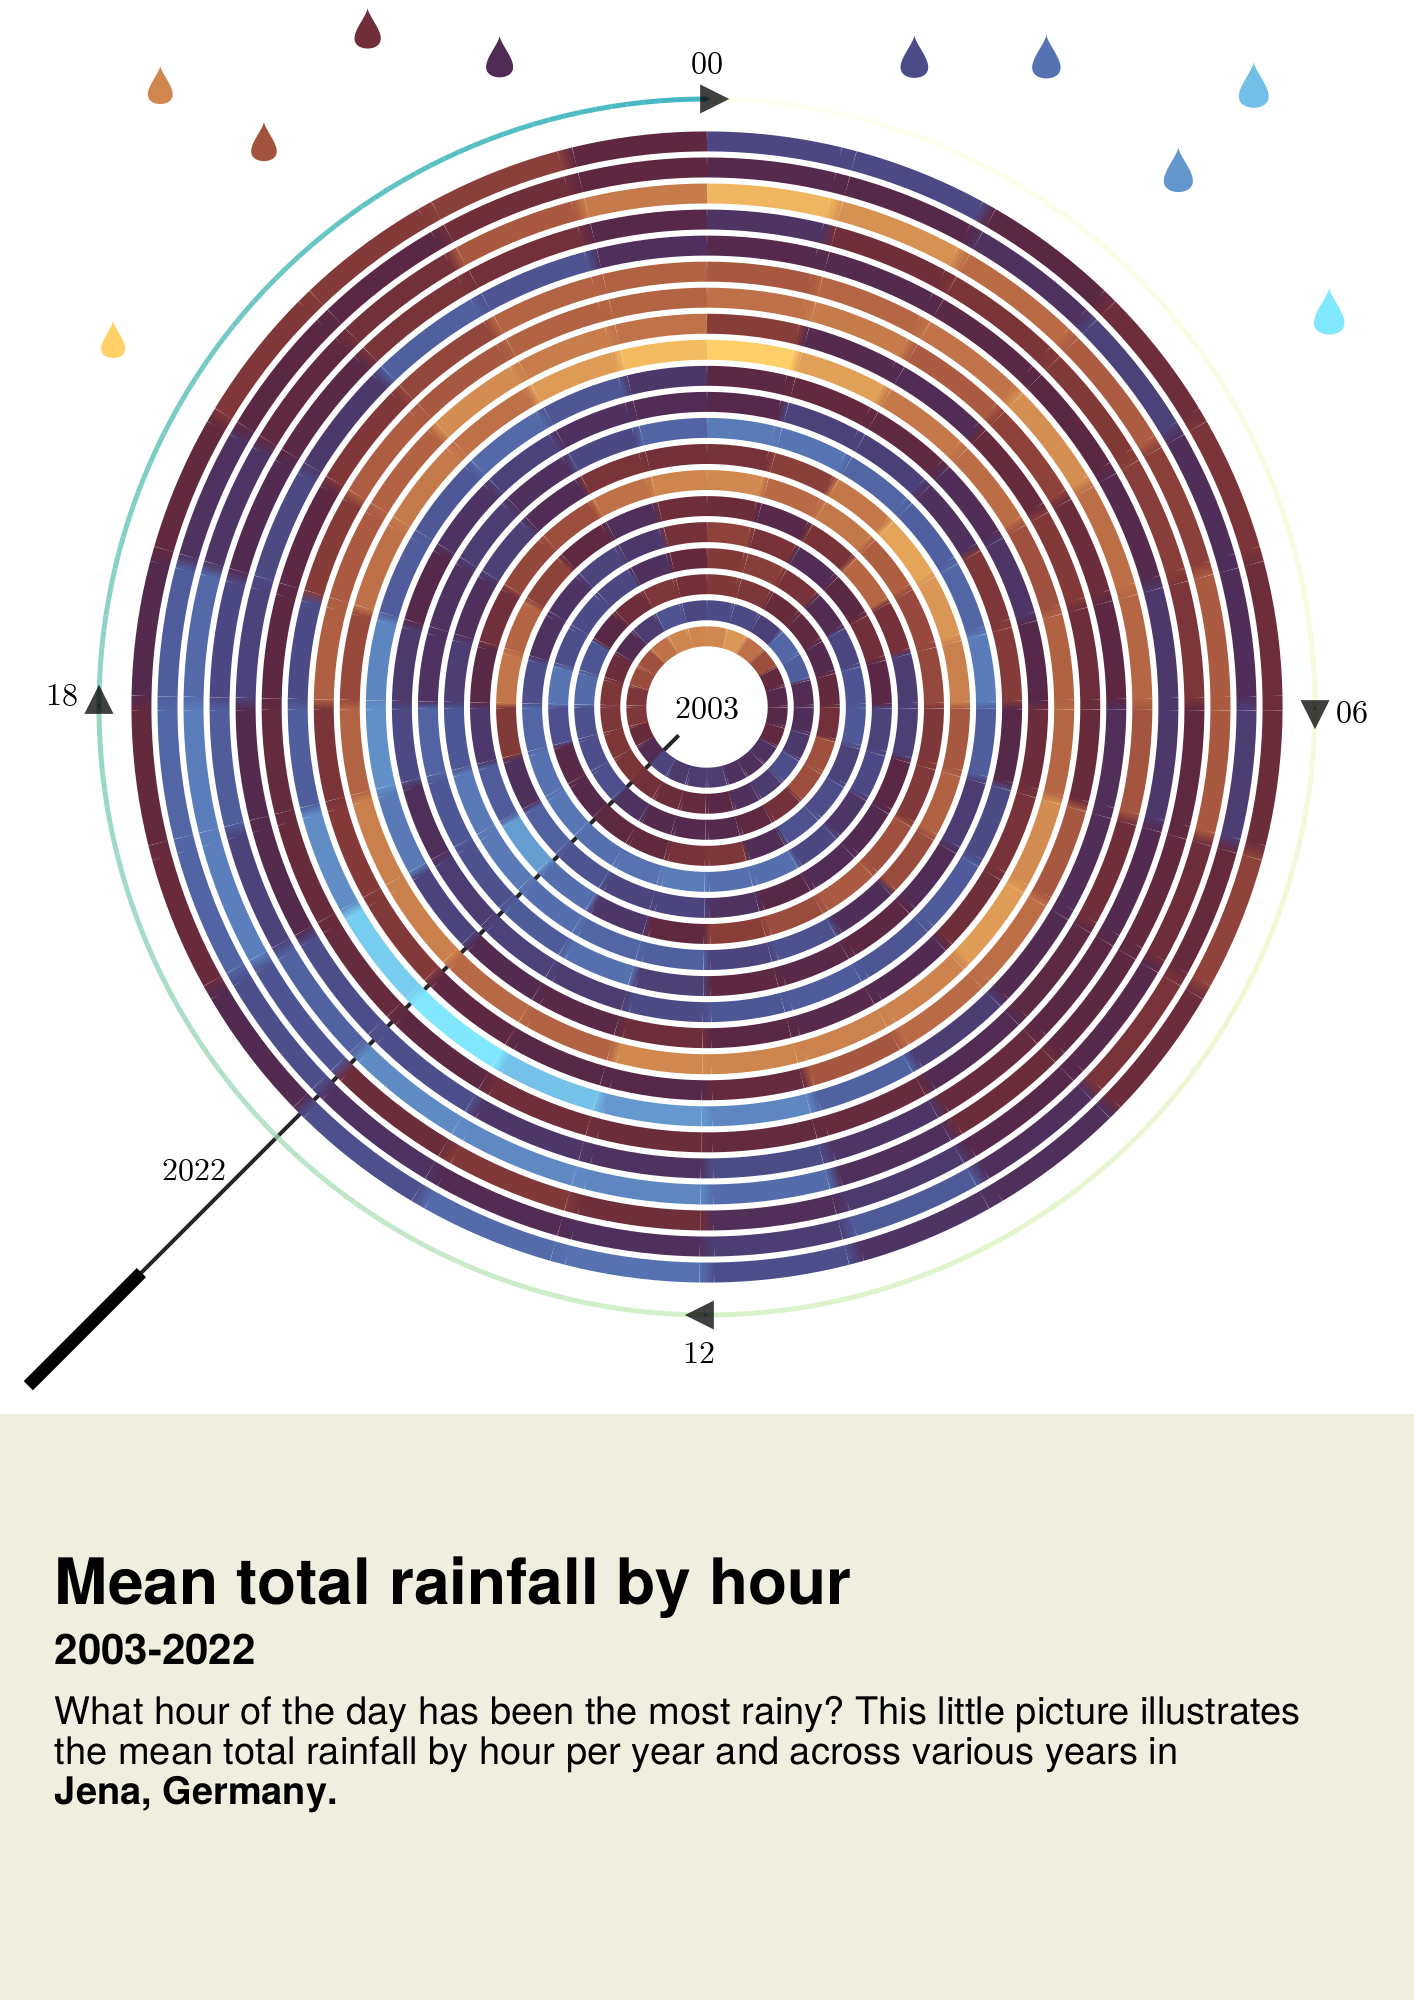 00
18
2003
06
2022
12
Mean total rainfall by hour
2003-2022
What hour of the day has been the most rainy? This little picture illustrates
the mean total rainfall by hour per year and across various years in
Jena, Germany.